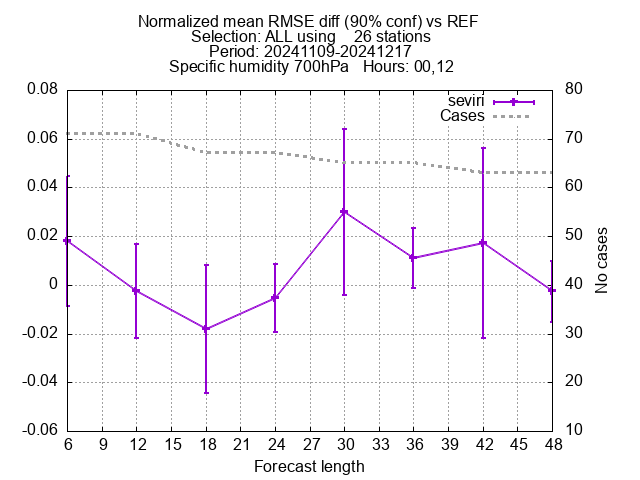 Normalized mean RMSE diff (90% conf) vs REF
Selection: ALL using    26 stations
Period: 20241109-20241217
Specific humidity 700hPa   Hours: 00,12
seviri
Cases
0.08
0.06
0.04
0.02
0
-0.02
-0.04
-0.06
80
70
60
50
40
30
20
10
No cases
6 9 12 15 18 21 24 27 30 33 36 39 42 45 48
Forecast length